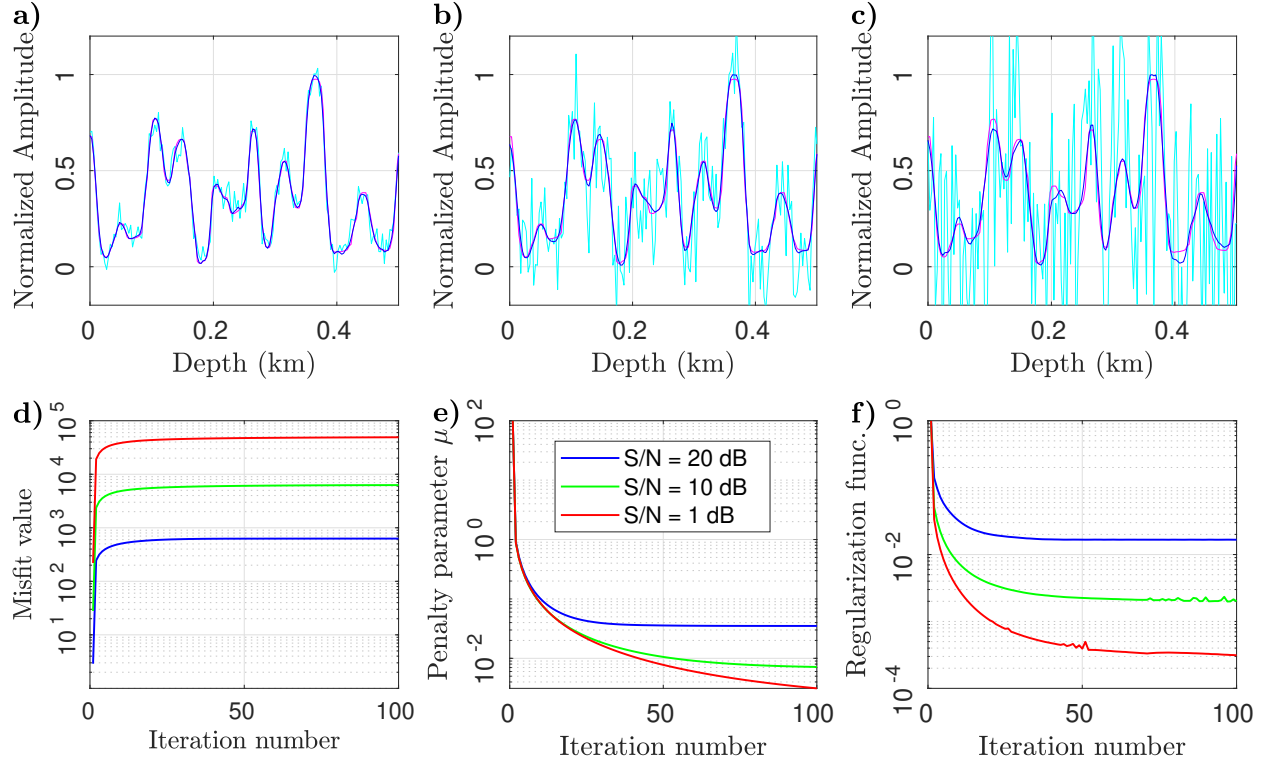 a)
Normalized Amplitude
1
0.5
0
0
0.2
0.4
Depth (km)
b)
Normalized Amplitude
1
0.5
0
0
0.2
0.4
Depth (km)
c)
Normalized Amplitude
1
0.5
0
0
0.2
0.4
Depth (km)
d)
Misfit value
10^5
10^4
10^3
10^2
10^1
0
50
100
Iteration number
e)
Penalty parameter μ
10^2
10^0
10^-2
S/N = 20 dB
S/N = 10 dB
S/N = 1 dB
0
50
100
Iteration number
f)
Regularization func.
10^0
10^-2
10^-4
0
50
100
Iteration number